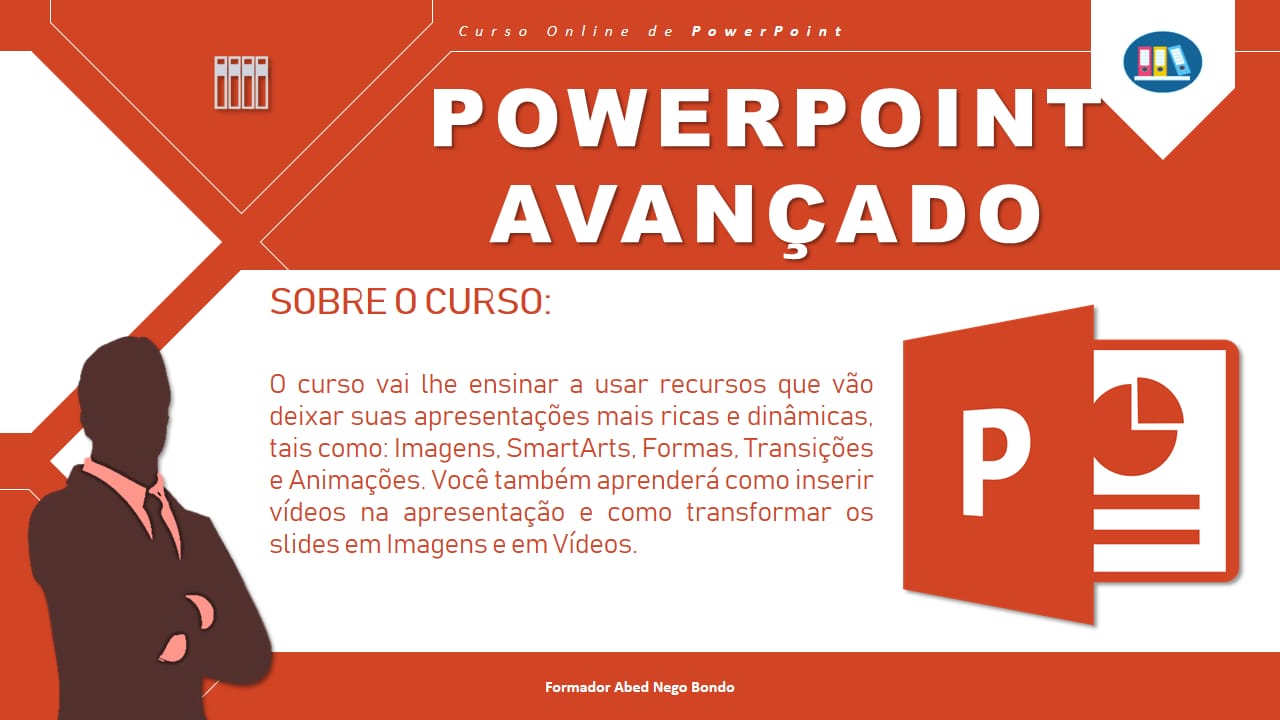 Curso Online de PowerPoint
POWERPOINT
AVANÇADO
SOBRE O CURSO:
O curso vai lhe ensinar a usar recursos que vão
deixar suas apresentações mais ricas e dinâmicas,
tais como: Imagens, SmartArts, Formas, Transições
e Animações. Você também aprenderá como inserir
vídeos na apresentação e como transformar os
slides em Imagens e em Vídeos.
P
Formador Abed Nego Bondo